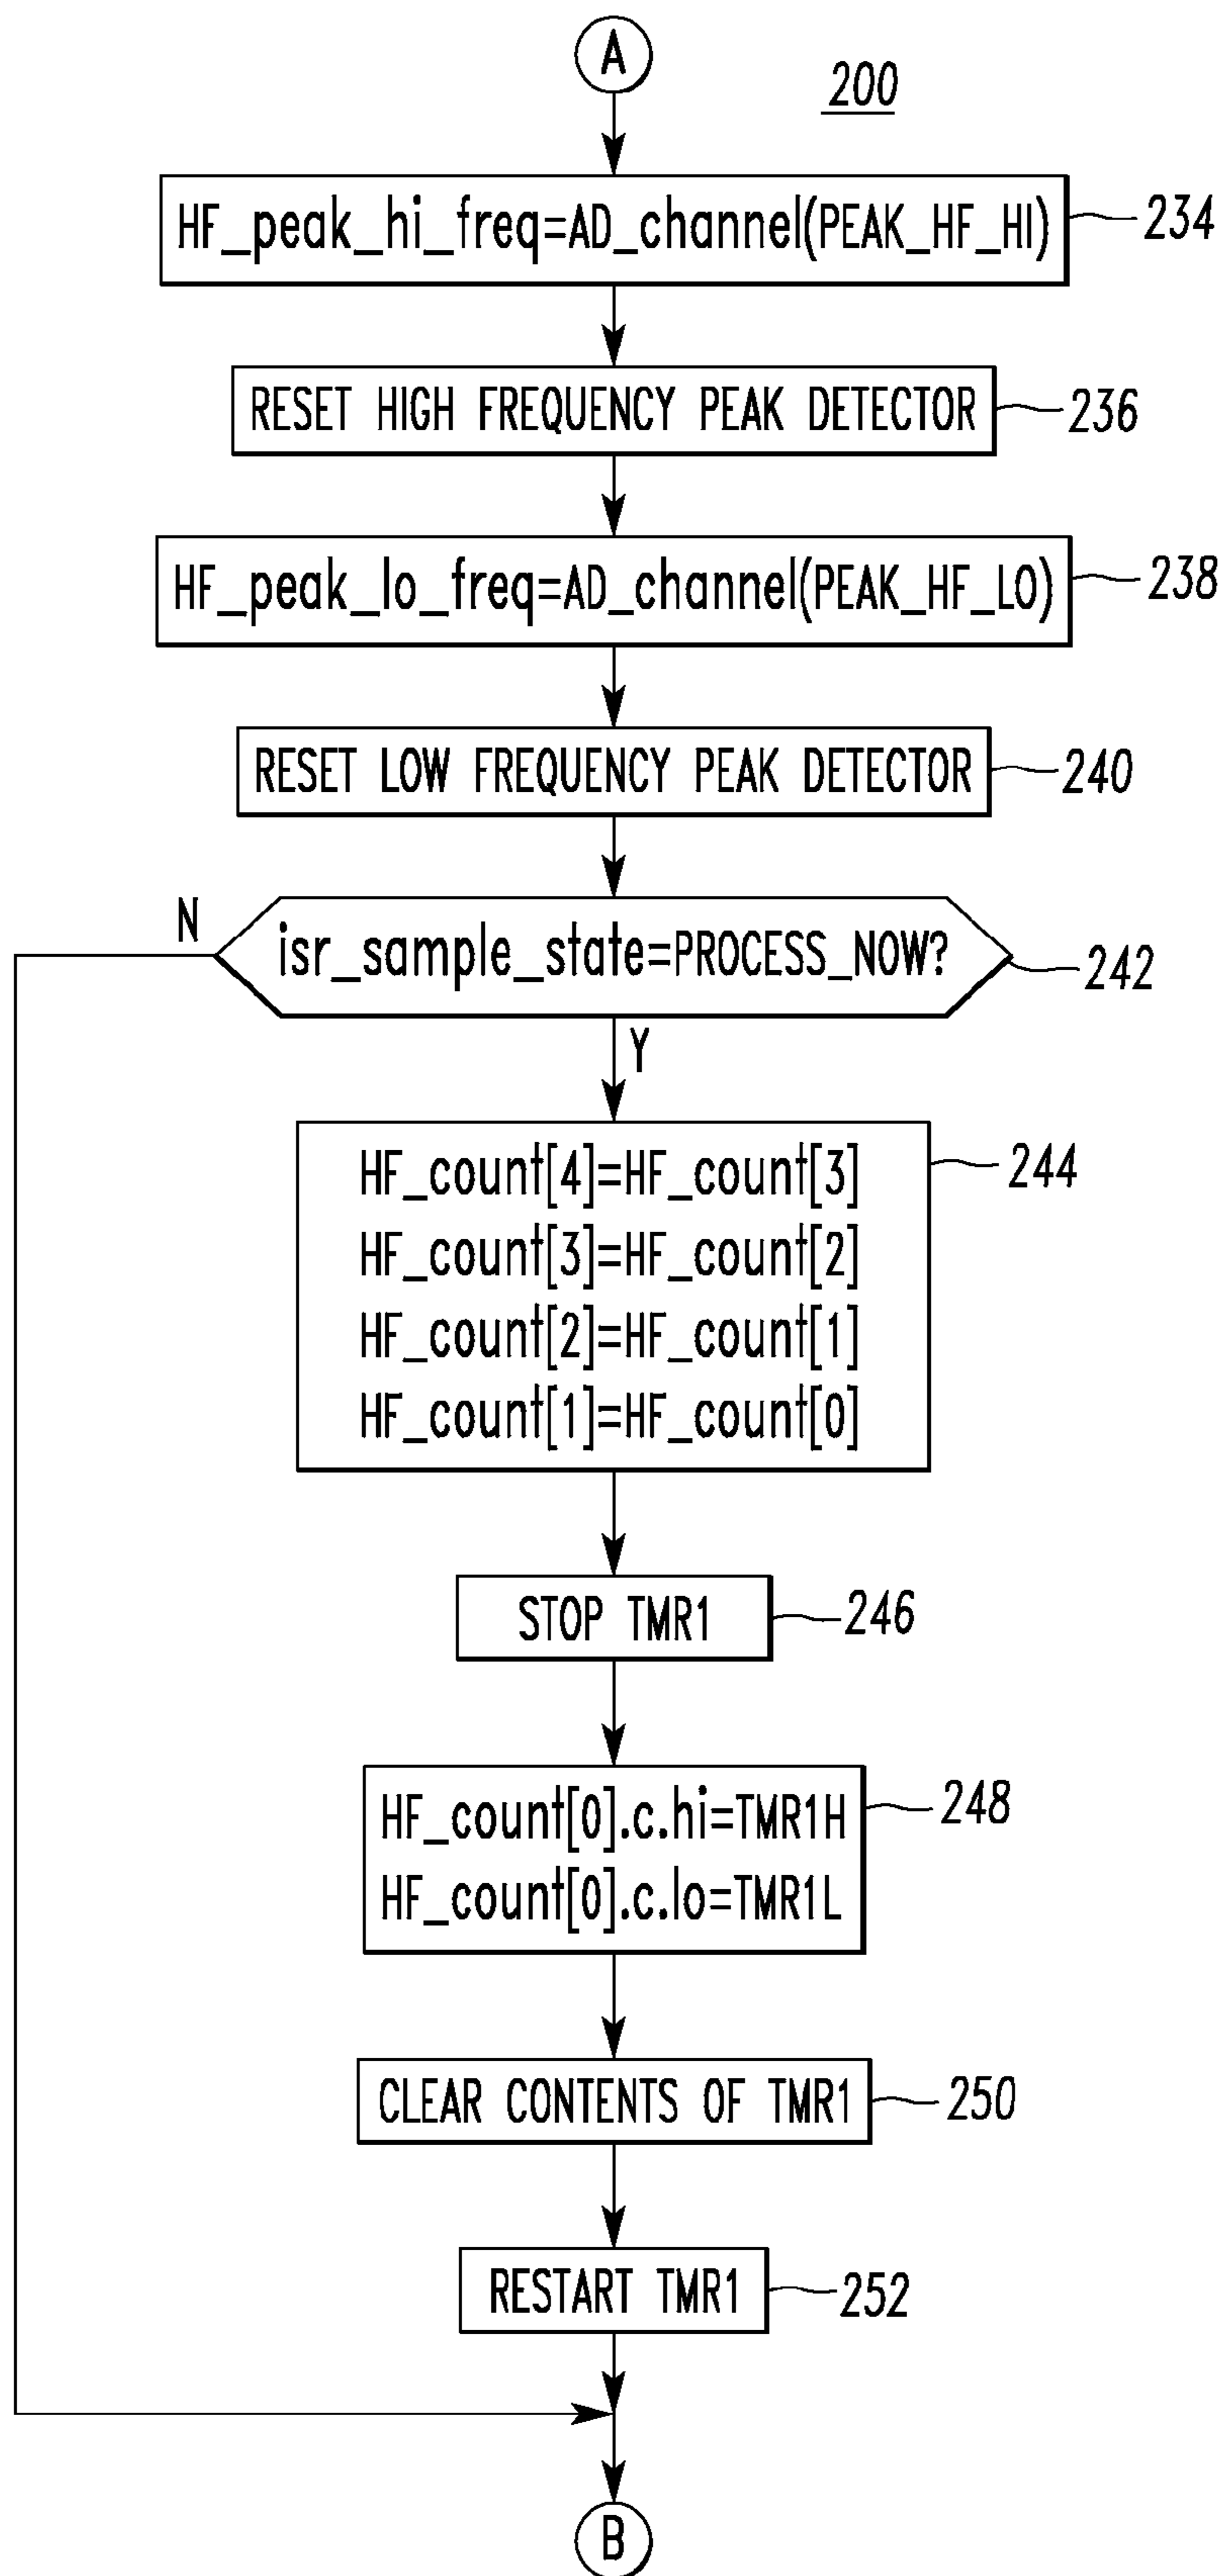 A
200
HF_peak_hi_freq=AD_channel(PEAK_HF_HI)
234
RESET HIGH FREQUENCY PEAK DETECTOR
236
HF_peak_lo_freq=AD_channel(PEAK_HF_LO)
238
RESET LOW FREQUENCY PEAK DETECTOR
240
N
isr_sample_state=PROCESS_NOW?
242
Y
HF_count[4]=HF_count[3]
HF_count[3]=HF_count[2]
HF_count[2]=HF_count[1]
HF_count[1]=HF_count[0]
244
STOP TMR1
246
HF_count[0].c.hi=TMR1H
HF_count[0].c.lo=TMR1L
248
CLEAR CONTENTS OF TMR1
250
RESTART TMR1
252
B